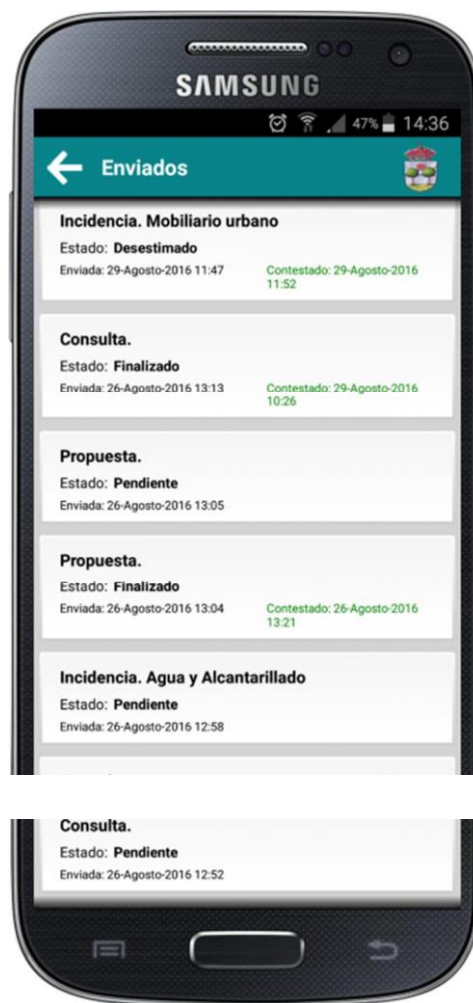 SAMSUNG
47% 14:36
Enviados
Incidencia. Mobiliario urbano
Estado: Desestimado
Enviada: 29-Agosto-2016 11:47
Contestado: 29-Agosto-2016
11:52
Consulta.
Estado: Finalizado
Enviada: 26-Agosto-2016 13:13
Contestado: 29-Agosto-2016
10:26
Propuesta.
Estado: Pendiente
Enviada: 26-Agosto-2016 13:05
Propuesta.
Estado: Finalizado
Enviada: 26-Agosto-2016 13:04
Contestado: 26-Agosto-2016
13:21
Incidencia. Agua y Alcantarillado
Estado: Pendiente
Enviada: 26-Agosto-2016 12:58
Consulta.
Estado: Pendiente
Enviada: 26-Agosto-2016 12:52